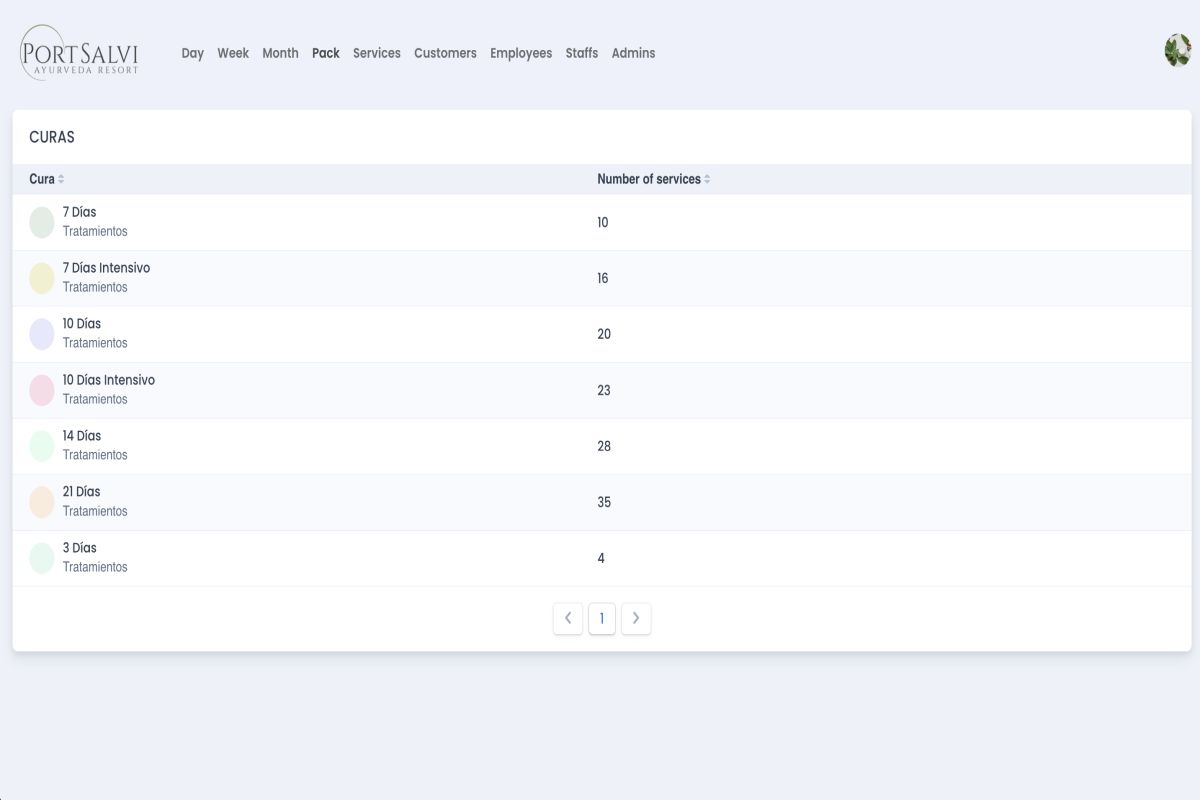 PORTSALVI
AYURVEDA RESORT
Day Week Month Pack Services Customers Employees Staffs Admins
CURAS
Cura Number of services
7 Días
Tratamientos
10
7 Días Intensivo
Tratamientos
16
10 Días
Tratamientos
20
10 Días Intensivo
Tratamientos
23
14 Días
Tratamientos
28
21 Días
Tratamientos
35
3 Días
Tratamientos
4
1